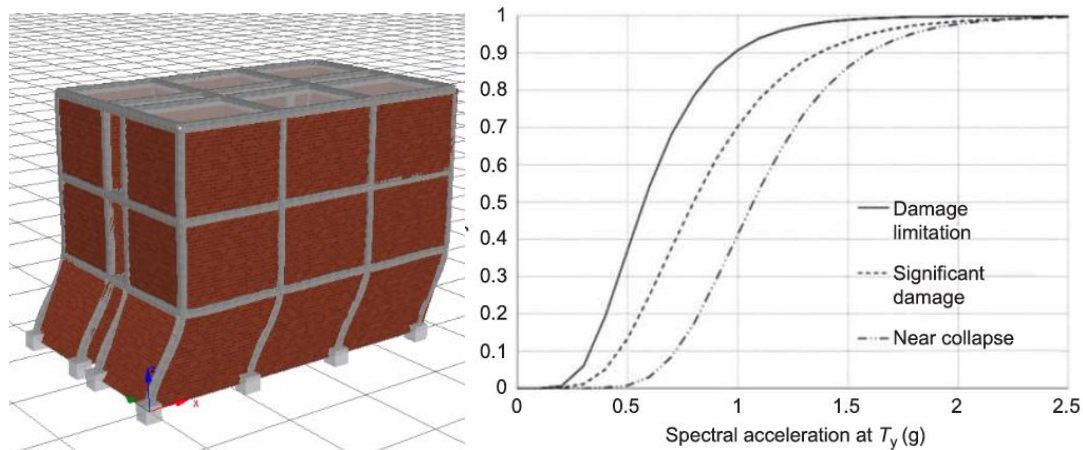 x
1
0.9
0.8
0.7
0.6
0.5
0.4
0.3
0.2
0.1
0
Damage
limitation
Significant
damage
Near collapse
0 0.5 1 1.5 2 2.5
Spectral acceleration at Ty (g)